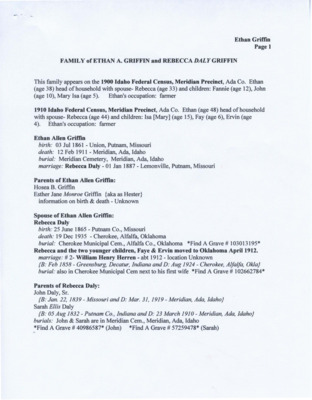 Ethan Griffin
Page 1
FAMILY of ETHAN A. GRIFFIN and REBECCA DALY GRIFFIN
This family appears on the 1900 Idaho Federal Census, Meridian Precinct, Ada Co. Ethan
(age 38) head of household with spouse- Rebecca (age 33) and children: Fannie (age 12), John
(age 10), Mary Isa (age 5). Ethan's occupation: farmer
1910 Idaho Federal Census, Meridian Precinct, Ada Co. Ethan (age 48) head of household
with spouse- Rebecca (age 44) and children: Isa [Mary] (age 15), Fay (age 6), Ervin (age
4). Ethan's occupation: farmer
Ethan Allen Griffin
birth: 03 Jul 1861 - Union, Putnam, Missouri
death: 12 Feb 1911 - Meridian, Ada, Idaho
burial: Meridian Cemetery, Meridian, Ada, Idaho
marriage: Rebecca Daly - 01 Jan 1887 - Lemonville, Putnam, Missouri
Parents of Ethan Allen Griffin:
Hosea B. Griffin
Esther Jane Monroe Griffin {aka as Hester}
information on birth & death - Unknown
Spouse of Ethan Allen Griffin:
Rebecca Daly
birth: 25 June 1865 - Putnam Co., Missouri
death: 19 Dec 1935 - Cherokee, Alfalfa, Oklahoma
burial: Cherokee Municipal Cem., Alfalfa Co., Oklahoma *Find A Grave # 103013195*
Rebecca and the two younger children, Faye & Ervin moved to Oklahoma April 1912.
marriage: # 2- William Henry Herren - abt 1912 - location Unknown
{B: Feb 1858 - Greensburg, Decatur, Indiana and D: Aug 1924 - Cherokee, Alfalfa, Okla}
burial: also in Cherokee Municipal Cem next to his first wife *Find A Grave # 102662784*
Parents of Rebecca Daly:
John Daly, Sr.
{B: Jan. 22, 1839 - Missouri and D: Mar. 31, 1919 - Meridian, Ada, Idaho}
Sarah Ellis Daly
{B: 05 Aug 1832 - Putnam Co., Indiana and D: 23 March 1910 - Meridian, Ada, Idaho}
burials: John & Sarah are in Meridian Cem., Meridian, Ada, Idaho
*Find A Grave # 40986587* (John) *Find A Grave # 57259478* (Sarah)